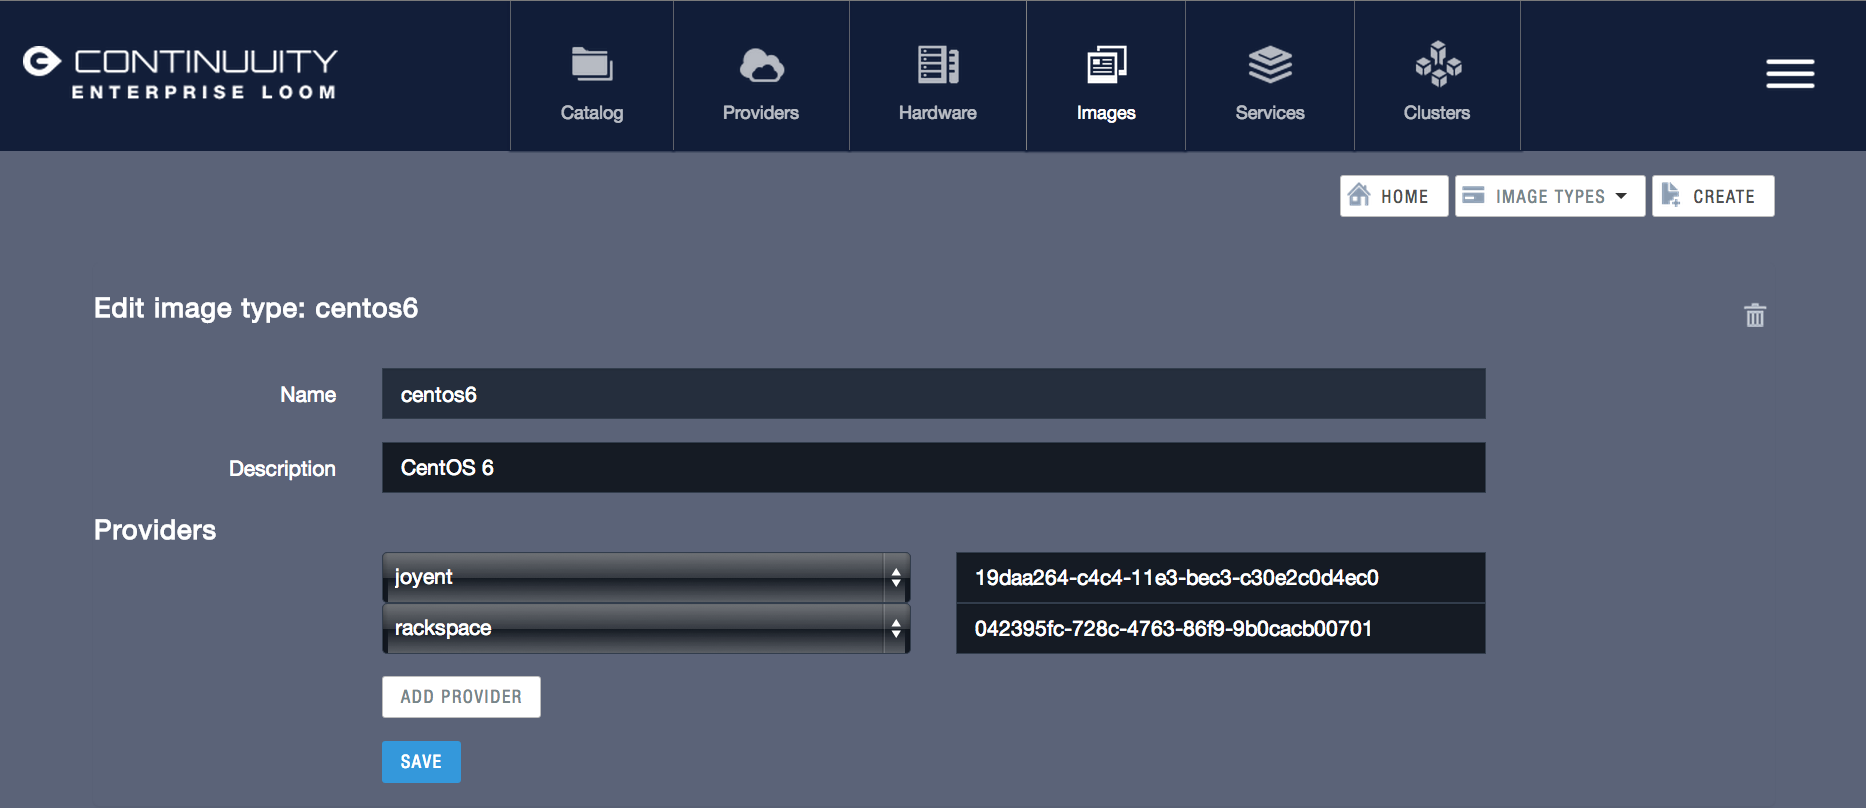 CONTINUUITY
ENTERPRISE LOOM
Catalog
Providers
Hardware
Images
Services
Clusters
HOME
IMAGE TYPES
CREATE
Edit image type: centos6
Name
centos6
Description
CentOS 6
Providers
joyent
19daa264-c4c4-11e3-bec3-c30e2c0d4ec0
rackspace
042395fc-728c-4763-86f9-9b0cacb00701
ADD PROVIDER
SAVE